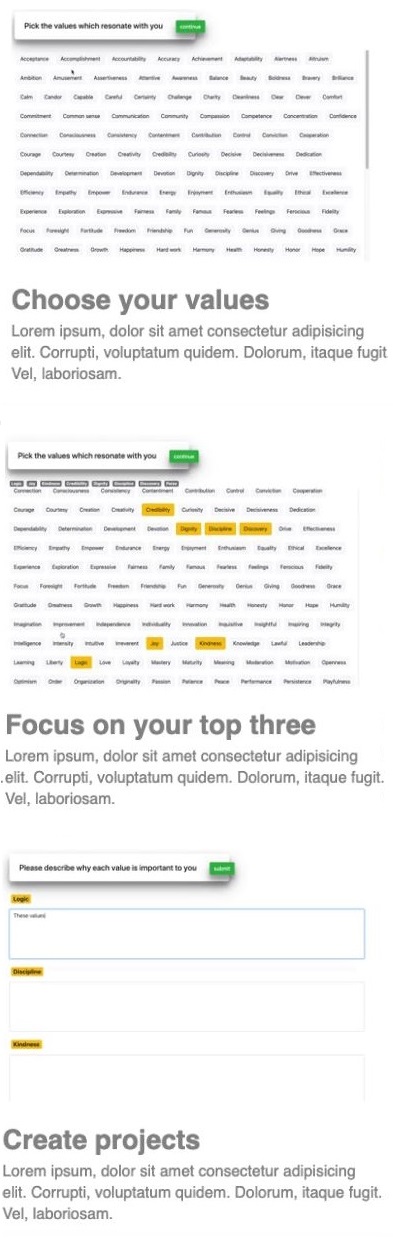 Pick the values which resonate with you continue
Acceptance Accomplishment Accountability Accuracy Achievement Adaptability Alertness Altruism
Ambition Amusement Assertiveness Attentive Awareness Balance Beauty Boldness Bravery Brilliance
Calm Candor Capable Careful Certainty Challenge Charity Cleanliness Clear Clever Comfort
Commitment Common sense Communication Community Compassion Competence Concentration Confidence
Connection Consciousness Consistency Contentment Contribution Control Conviction Cooperation
Courage Courtesy Creation Creativity Credibility Curiosity Decisive Decisiveness Dedication
Dependability Determination Development Devotion Dignity Discipline Discovery Drive Effectiveness
Efficiency Empathy Empower Endurance Energy Enjoyment Enthusiasm Equality Ethical Excellence
Experience Exploration Expressive Fairness Family Famous Fearless Feelings Ferocious Fidelity
Focus Foresight Fortitude Freedom Friendship Fun Generosity Genius Giving Goodness Grace
Gratitude Greatness Growth Happiness Hard work Harmony Health Honesty Honor Hope Humility
Choose your values
Lorem ipsum, dolor sit amet consectetur adipisicing
elit. Corrupti, voluptatum quidem. Dolorum, itaque fugit
Vel, laboriosam.
Pick the values which resonate with you continue
Logic Joy Kindness Credibility Dignity Discipline Discovery
Connection Consciousness Consistency Contentment Contribution Control Conviction Cooperation
Courage Courtesy Creation Creativity Credibility Curiosity Decisive Decisiveness Dedication
Dependability Determination Development Devotion Dignity Discipline Discovery Drive Effectiveness
Efficiency Empathy Empower Endurance Energy Enjoyment Enthusiasm Equality Ethical Excellence
Experience Exploration Expressive Fairness Family Famous Fearless Feelings Ferocious Fidelity
Focus Foresight Fortitude Freedom Friendship Fun Generosity Genius Giving Goodness Grace
Gratitude Greatness Growth Happiness Hard work Harmony Health Honesty Honor Hope Humility
Imagination Improvement Independence Individuality Innovation Inquisitive Insightful Inspiring Integrity
Intelligence Intensity Intuitive Irreverent Joy Justice Kindness Knowledge Lawful Leadership
Learning Liberty Logic Love Loyalty Mastery Maturity Meaning Moderation Motivation Openness
Optimism Order Organization Originality Passion Patience Peace Performance Persistence Playfulness
Focus on your top three
Lorem ipsum, dolor sit amet consectetur adipisicing
.elit. Corrupti, voluptatum quidem. Dolorum, itaque fugit.
Vel, laboriosam.
Please describe why each value is important to you submit
Logic
These values
Discipline
Kindness
Create projects
Lorem ipsum, dolor sit amet consectetur adipisicing
elit. Corrupti, voluptatum quidem. Dolorum, itaque fugit.
Vel, laboriosam.